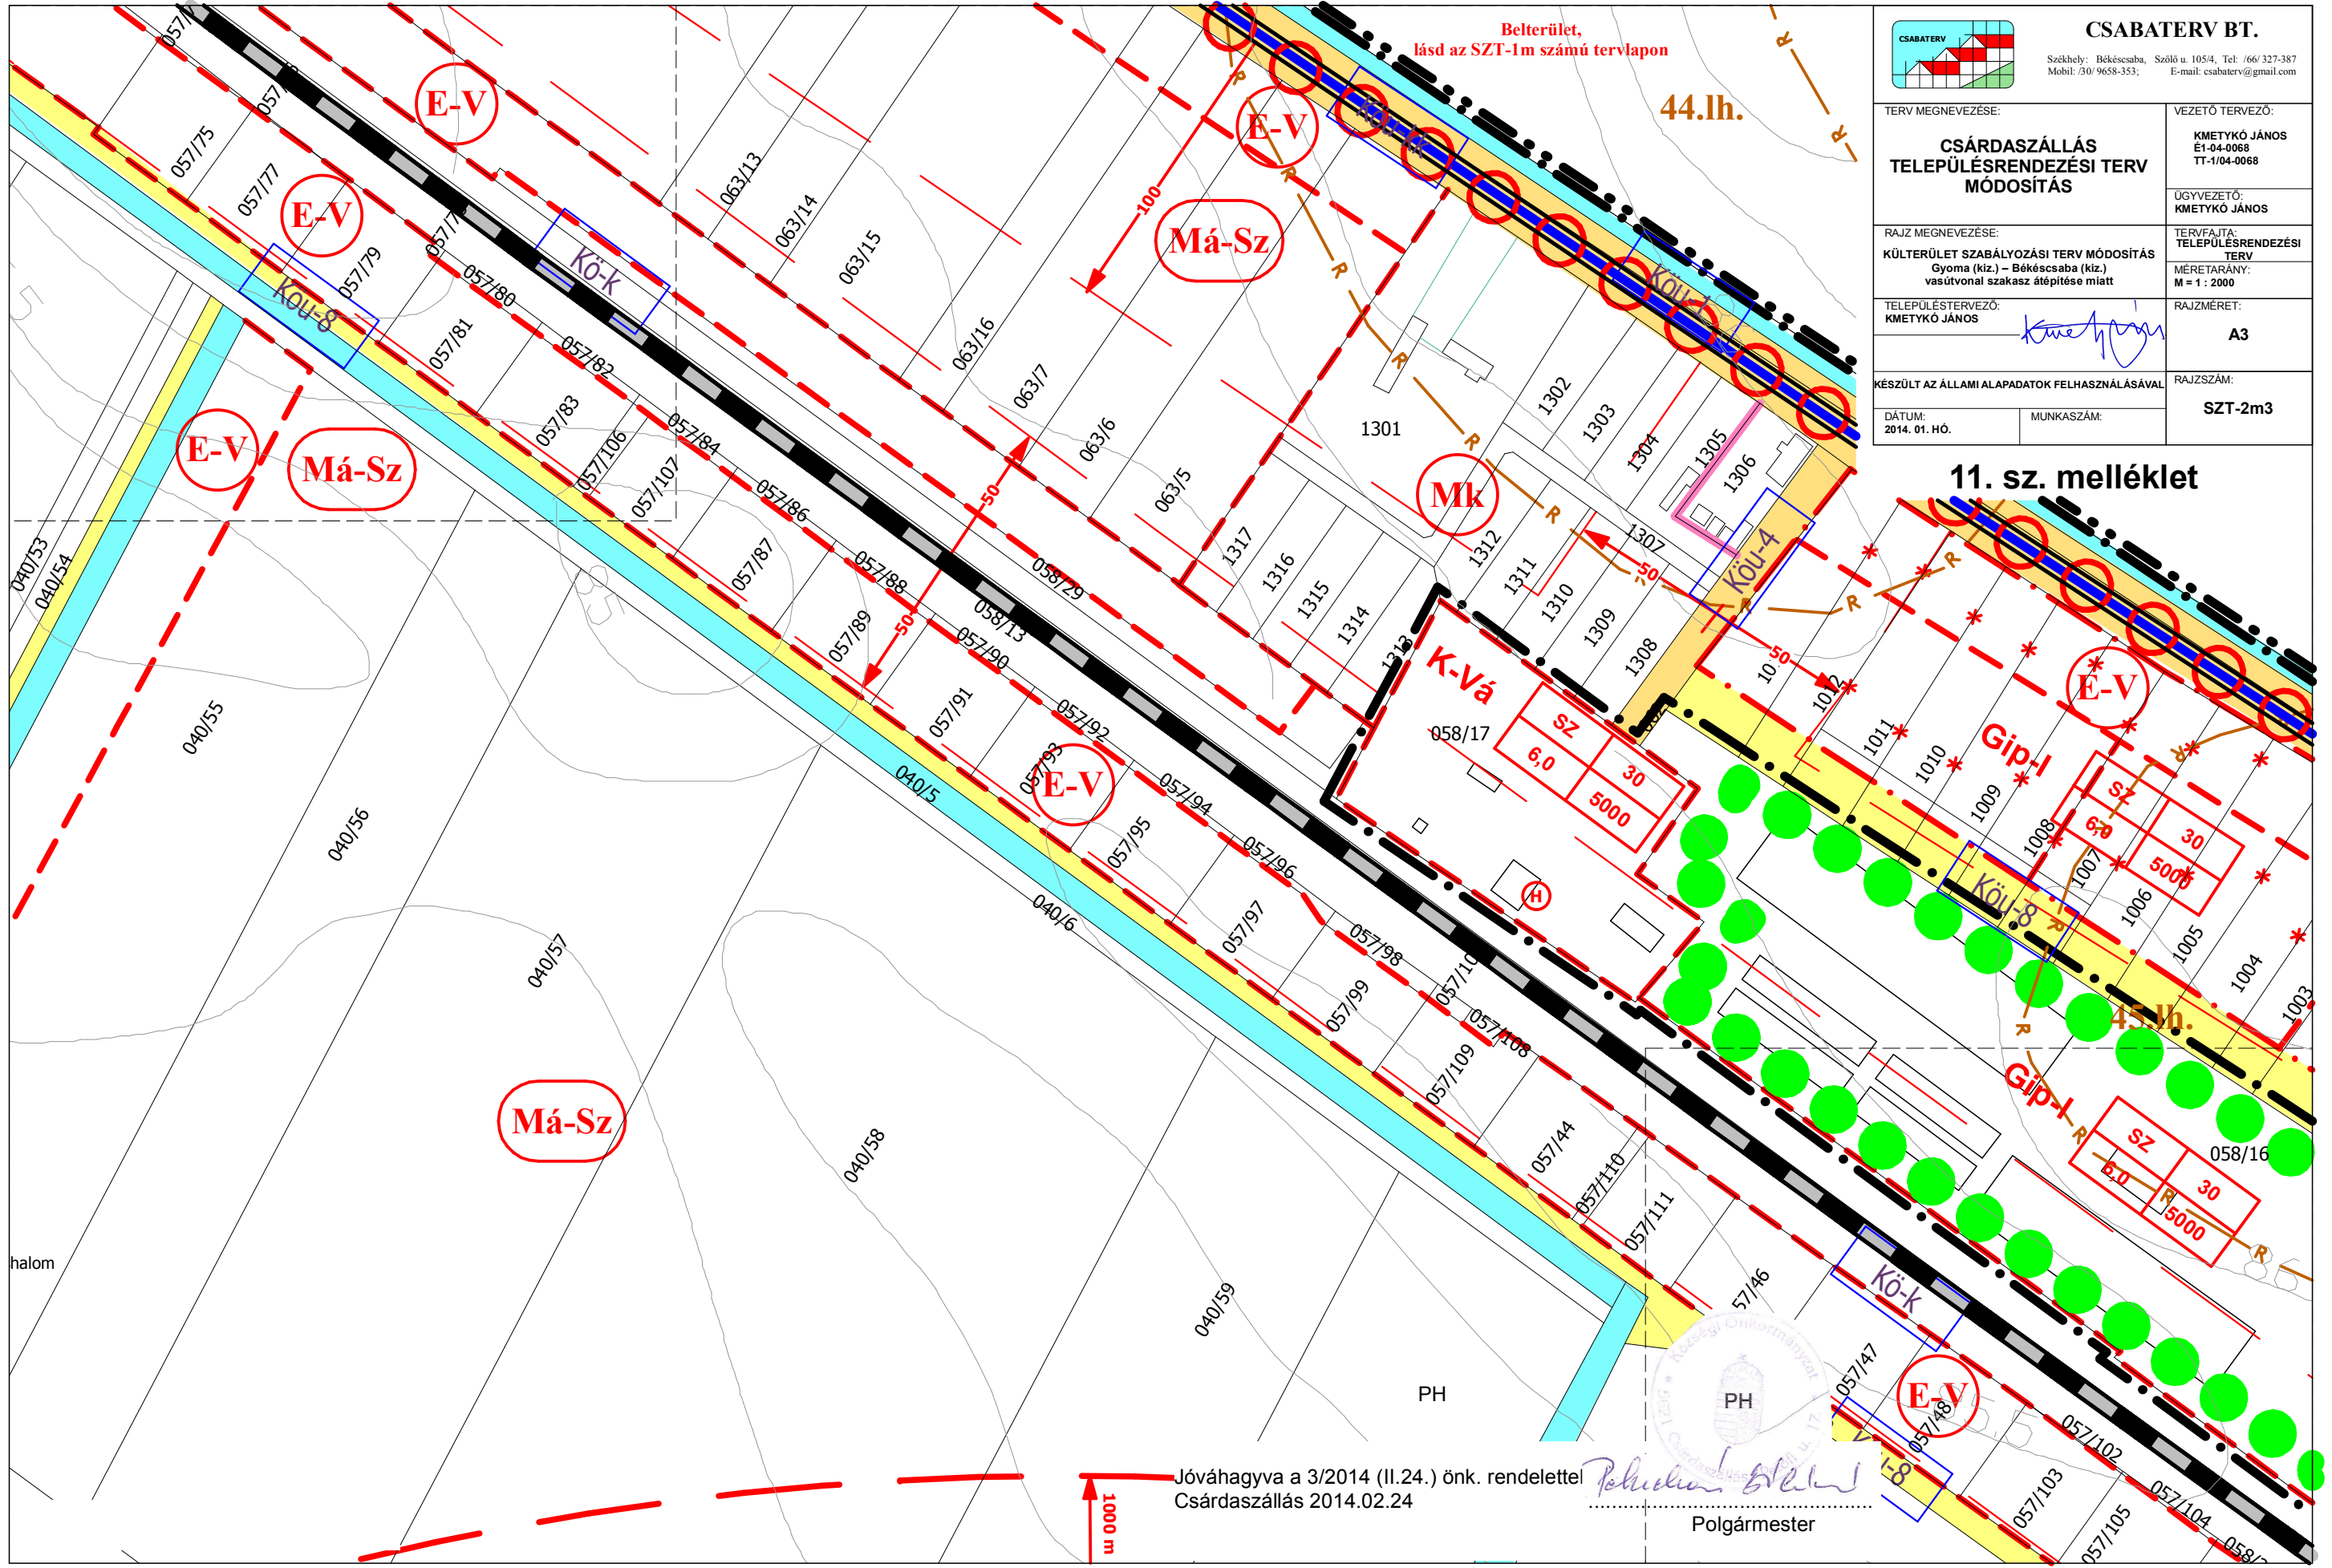 Belterület,
lásd az SZT-1m számú tervlapon
CSABATERV
CSABATERV BT.
Székhely: Békéscsaba, Szőlő u. 105/4, Tel: /66/ 327-387
Mobil: /30/ 9658-353; E-mail: csabaterv@gmail.com
TERV MEGNEVEZÉSE:
CSÁRDASZÁLLÁS
TELEPÜLÉSRENDEZÉSI TERV
MÓDOSÍTÁS
VEZETŐ TERVEZŐ:
KMETYKÓ JÁNOS
É1-04-0068
TT-1/04-0068
ÜGYVEZETŐ:
KMETYKÓ JÁNOS
RAJZ MEGNEVEZÉSE:
KÜLTERÜLET SZABÁLYOZÁSI TERV MÓDOSÍTÁS
Gyoma (kiz.) – Békéscsaba (kiz.)
vasútvonal szakasz átépítése miatt
TERVFAJTA:
TELEPÜLÉSRENDEZÉSI
TERV
MÉRETARÁNY:
M = 1 : 2000
TELEPÜLÉSTERVEZŐ:
KMETYKÓ JÁNOS
RAJZMÉRET:
A3
KÉSZÜLT AZ ÁLLAMI ALAPADATOK FELHASZNÁLÁSÁVAL
RAJZSZÁM:
SZT-2m3
DÁTUM:
2014. 01. HÓ.
MUNKASZÁM:
11. sz. melléklet
44.lh.
45.lh.
E-V
E-V
E-V
E-V
E-V
E-V
E-V
Má-Sz
Má-Sz
Má-Sz
Mk
K-Vá
Gip-I
Gip-I
Kö-k
Kö-k
Köu-8
Köu-8
Köu-1
Köu-4
100
50
50
50
50
1000 m
SZ
30
6,0
5000
SZ
30
6,0
5000
SZ
30
6,0
5000
H
057/75
057/77
057/79
057/80
057/81
057/82
057/83
057/84
057/106
057/107
057/86
057/87
057/88
057/89
057/90
057/91
057/92
057/93
057/94
057/95
057/96
057/97
057/98
057/99
057/108
057/109
057/44
057/110
057/111
57/46
057/47
057/48
057/102
057/103
057/104
057/105
058/29
058/13
058/17
058/16
063/13
063/14
063/15
063/16
063/7
063/6
063/5
1301
1302
1303
1304
1305
1306
1307
1308
1309
1310
1311
1312
1313
1314
1315
1316
1317
1012
1011
1010
1009
1008
1007
1006
1005
1004
1003
040/53
040/54
040/55
040/56
040/57
040/58
040/59
040/5
040/6
halom
PH
PH
Jóváhagyva a 3/2014 (II.24.) önk. rendelettel
Csárdaszállás 2014.02.24
Polgármester